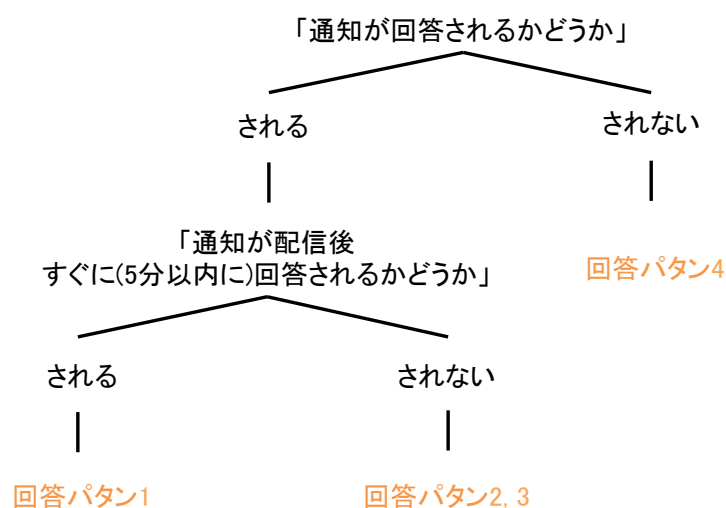 「通知が回答されるかどうか」
される
されない
「通知が配信後
すぐに(5分以内に)回答されるかどうか」
回答パタン4
される
されない
回答パタン1
回答パタン2, 3